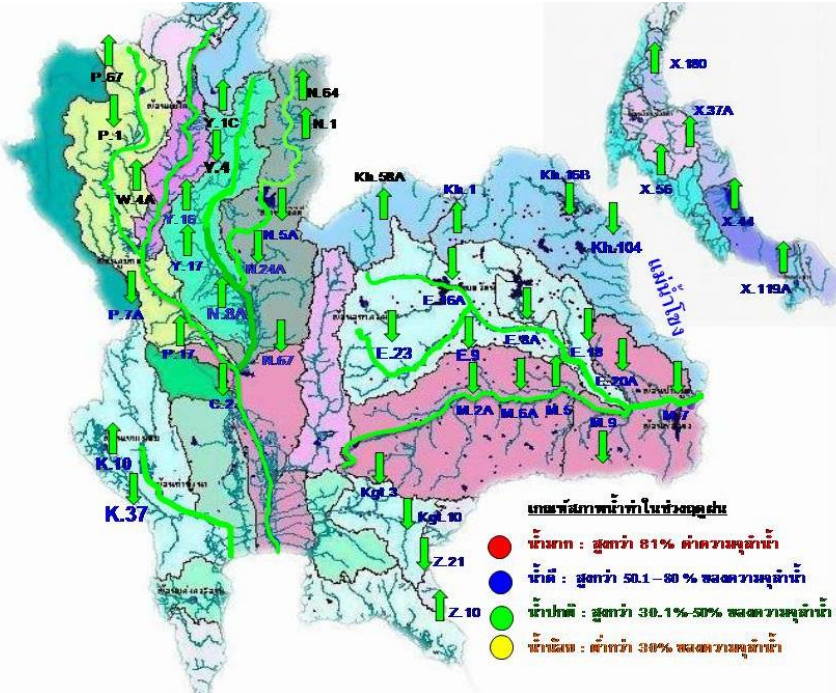 P.67
P.1
W.4A
Y.1C
Y.4
Y.16
Y.17
N.64
N.1
N.5A
N.24A
N.8A
N.67
P.7A
P.17
C.2
K.10
K.37
Kh.58A
Kh.1
Kh.16B
Kh.104
แม่น้ำโขง
E.16A
E.23
E.9
E.8A
E.18
E.20A
M.2A
M.6A
M.5
M.9
M.7
Kgt.3
Kgt.10
Z.21
Z.10
X.180
X.37A
X.56
X.44
X.119A
เกณฑ์สภาพน้ำท่าในช่วงฤดูฝน
น้ำมาก : สูงกว่า 81% ค่าความจุลำน้ำ
น้ำดี : สูงกว่า 50.1-80 % ของความจุลำน้ำ
น้ำปกติ : สูงกว่า 30.1%-50% ของความจุลำน้ำ
น้ำน้อย : ต่ำกว่า 30% ของความจุลำน้ำ